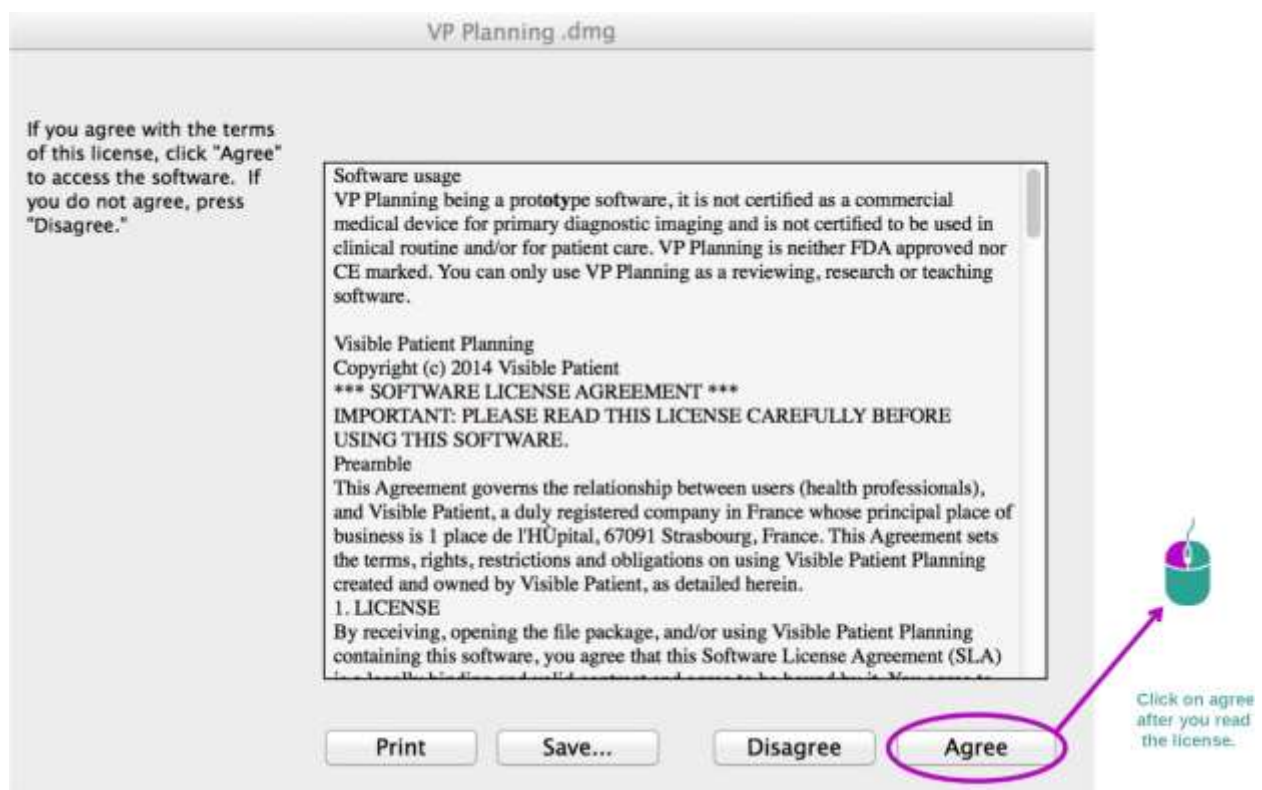 VP Planning .dmg
If you agree with the terms
of this license, click "Agree"
to access the software. If
you do not agree, press
"Disagree."
Software usage
VP Planning being a prototype software, it is not certified as a commercial
medical device for primary diagnostic imaging and is not certified to be used in
clinical routine and/or for patient care. VP Planning is neither FDA approved nor
CE marked. You can only use VP Planning as a reviewing, research or teaching
software.
Visible Patient Planning
Copyright (c) 2014 Visible Patient
*** SOFTWARE LICENSE AGREEMENT ***
IMPORTANT: PLEASE READ THIS LICENSE CAREFULLY BEFORE
USING THIS SOFTWARE.
Preamble
This Agreement governs the relationship between users (health professionals),
and Visible Patient, a duly registered company in France whose principal place of
business is 1 place de l'HÙpital, 67091 Strasbourg, France. This Agreement sets
the terms, rights, restrictions and obligations on using Visible Patient Planning
created and owned by Visible Patient, as detailed herein.
1. LICENSE
By receiving, opening the file package, and/or using Visible Patient Planning
containing this software, you agree that this Software License Agreement (SLA)
Print
Save...
Disagree
Agree
Click on agree
after you read
the license.